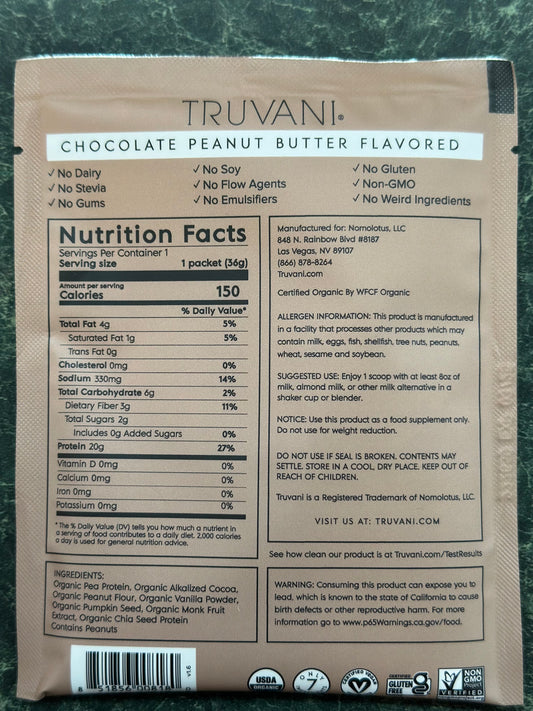 TRUVANI®
CHOCOLATE PEANUT BUTTER FLAVORED
✓ No Dairy
✓ No Stevia
✓ No Gums
✓ No Soy
✓ No Flow Agents
✓ No Emulsifiers
✓ No Gluten
✓ Non-GMO
✓ No Weird Ingredients
Nutrition Facts
Servings Per Container 1
Serving size 1 packet (36g)
Amount per serving
Calories 150
% Daily Value*
Total Fat 4g 5%
Saturated Fat 1g 5%
Trans Fat 0g
Cholesterol 0mg 0%
Sodium 330mg 14%
Total Carbohydrate 6g 2%
Dietary Fiber 3g 11%
Total Sugars 2g
Includes 0g Added Sugars 0%
Protein 20g 27%
Vitamin D 0mg 0%
Calcium 0mg 0%
Iron 0mg 0%
Potassium 0mg 0%
*The % Daily Value (DV) tells you how much a nutrient in
a serving of food contributes to a daily diet. 2,000 calories
a day is used for general nutrition advice.
INGREDIENTS:
Organic Pea Protein, Organic Alkalized Cocoa,
Organic Peanut Flour, Organic Vanilla Powder,
Organic Pumpkin Seed, Organic Monk Fruit
Extract, Organic Chia Seed Protein
Contains Peanuts
Manufactured for: Nomolotus, LLC
848 N. Rainbow Blvd #8187
Las Vegas, NV 89107
(866) 878-8264
Truvani.com
Certified Organic By WFCF Organic
ALLERGEN INFORMATION: This product is manufactured
in a facility that processes other products which may
contain milk, eggs, fish, shellfish, tree nuts, peanuts,
wheat, sesame and soybean.
SUGGESTED USE: Enjoy 1 scoop with at least 8oz of
milk, almond milk, or other milk alternative in a
shaker cup or blender.
NOTICE: Use this product as a food supplement only.
Do not use for weight reduction.
DO NOT USE IF SEAL IS BROKEN. CONTENTS MAY
SETTLE. STORE IN A COOL, DRY PLACE. KEEP OUT OF
REACH OF CHILDREN.
Truvani is a Registered Trademark of Nomolotus, LLC.
VISIT US AT: TRUVANI.COM
See how clean our product is at Truvani.com/TestResults
WARNING: Consuming this product can expose you to
lead, which is known to the state of California to cause
birth defects or other reproductive harm. For more
information go to www.p65Warnings.ca.gov/food.
8 51856 00818
v1.6
USDA
ORGANIC
ONLY
7
CERTIFIED VEGAN
CERTIFIED
GLUTEN
FREE
NON
GMO
Project
VERIFIED